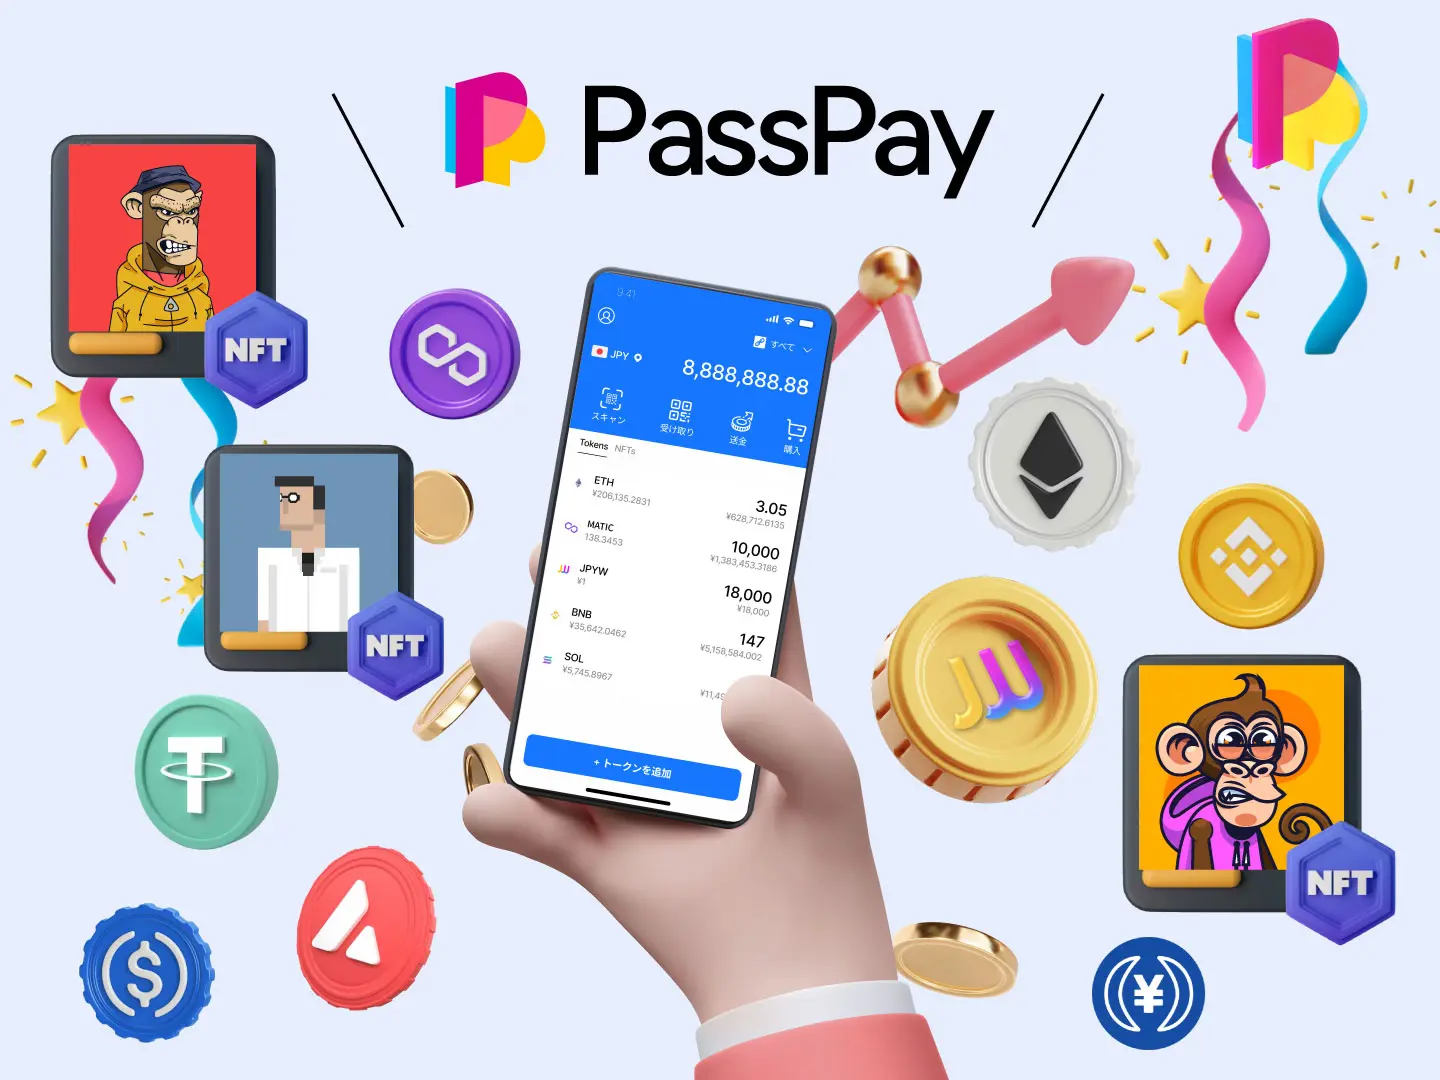 PassPay
NFT
NFT
NFT
9:41
すべて
JPY
8,888,888.88
スキャン
受け取り
送金
購入
Tokens NFTs
ETH
¥206,135.2831
3.05
¥628,712.6135
MATIC
138.3453
10,000
¥1,383,453.3186
JPYW
¥1
18,000
¥18,000
BNB
¥35,642.0462
147
¥5,158,584.002
SOL
¥5,745.8967
+ トークンを追加